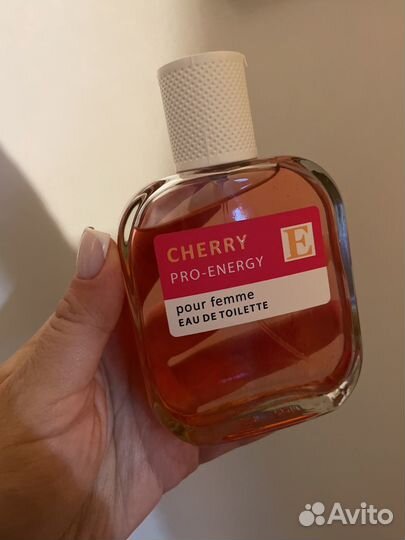 CHERRY
E
PRO-ENERGY
pour femme
EAU DE TOILETTE
Avito